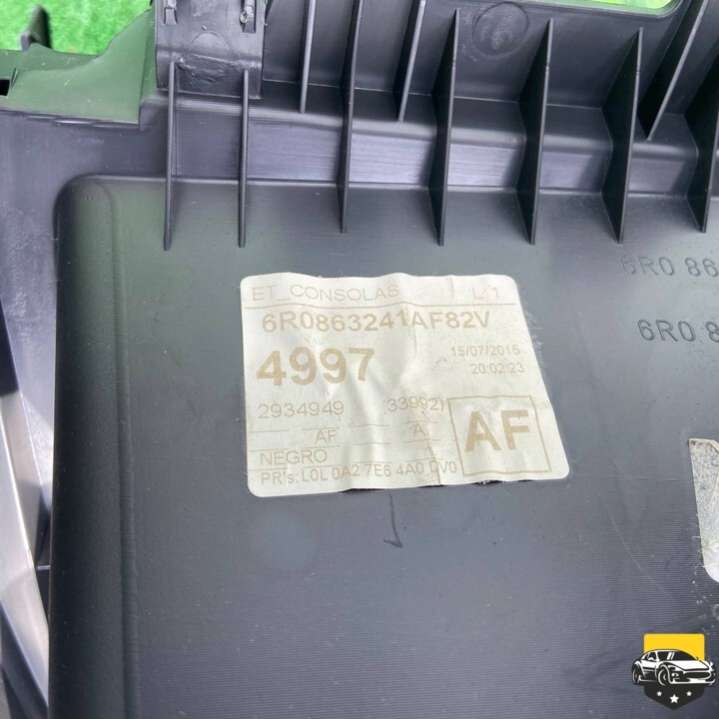 ET_CONSOLAS L/1
6R0863241AF82V
4997 15/07/2015
20:02:23
2934949 (33992)
AF A
AF
NEGRO
PR's: L0L 0A2 7E6 4A0 0V0
6R0 86
6R0 8